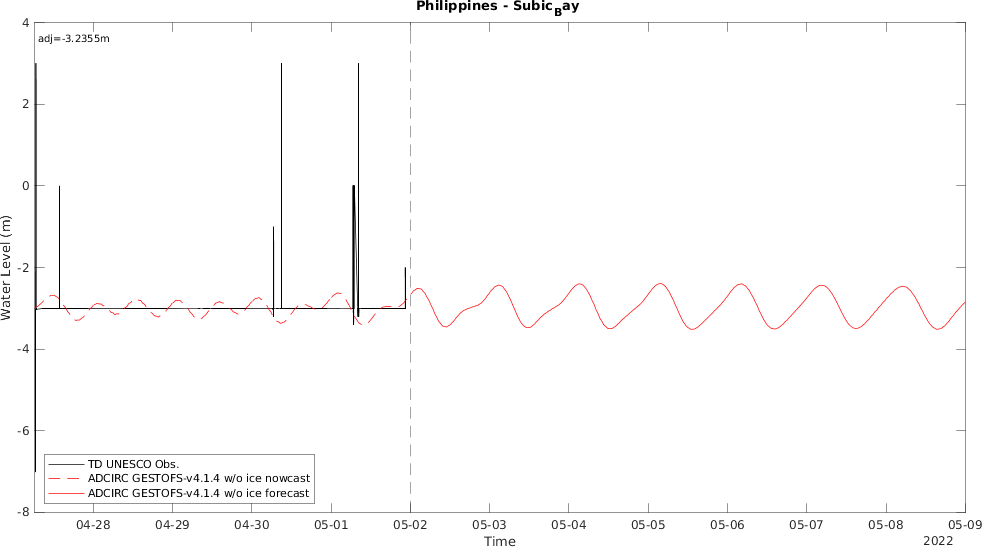 Philippines - Subic_Bay
adj=-3.2355m
4
2
0
-2
-4
-6
-8
Water Level (m)
TD UNESCO Obs.
ADCIRC GESTOFS-v4.1.4 w/o ice nowcast
ADCIRC GESTOFS-v4.1.4 w/o ice forecast
04-28 04-29 04-30 05-01 05-02 05-03 05-04 05-05 05-06 05-07 05-08 05-09
Time
2022